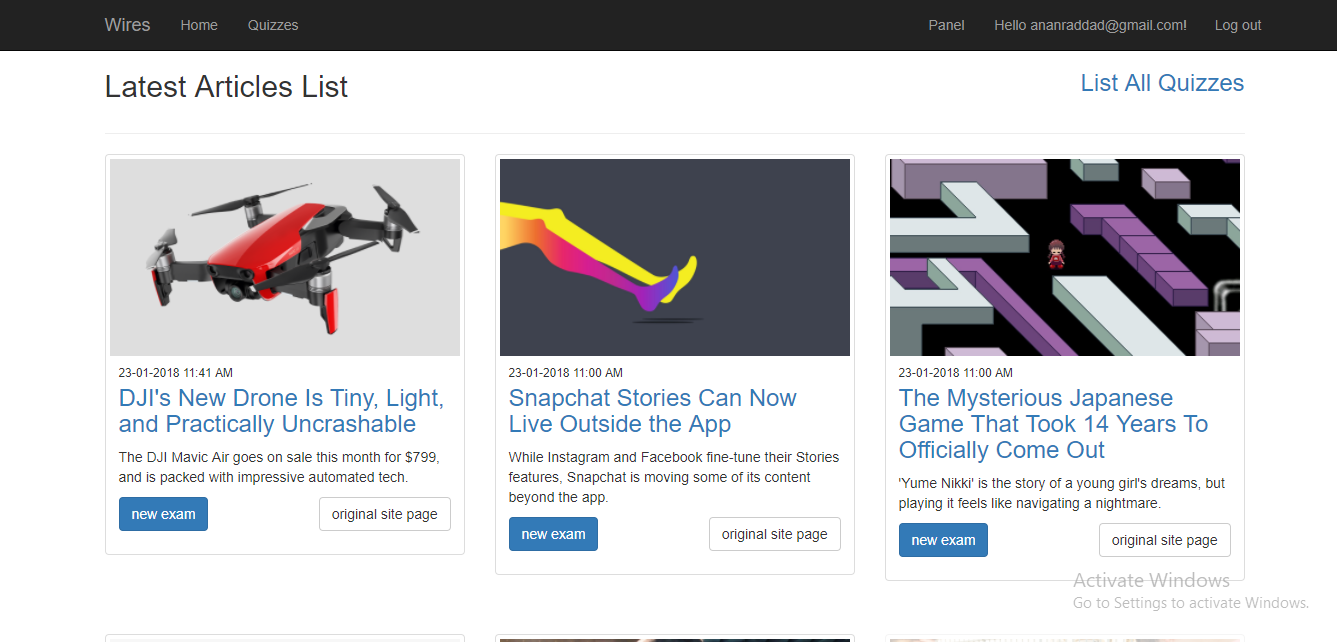 Wires Home Quizzes Panel Hello ananraddad@gmail.com! Log out
Latest Articles List
List All Quizzes
23-01-2018 11:41 AM
DJI's New Drone Is Tiny, Light,
and Practically Uncrashable
The DJI Mavic Air goes on sale this month for $799,
and is packed with impressive automated tech.
new exam
original site page
23-01-2018 11:00 AM
Snapchat Stories Can Now
Live Outside the App
While Instagram and Facebook fine-tune their Stories
features, Snapchat is moving some of its content
beyond the app.
new exam
original site page
23-01-2018 11:00 AM
The Mysterious Japanese
Game That Took 14 Years To
Officially Come Out
'Yume Nikki' is the story of a young girl's dreams, but
playing it feels like navigating a nightmare.
new exam
original site page
Activate Windows
Go to Settings to activate Windows.